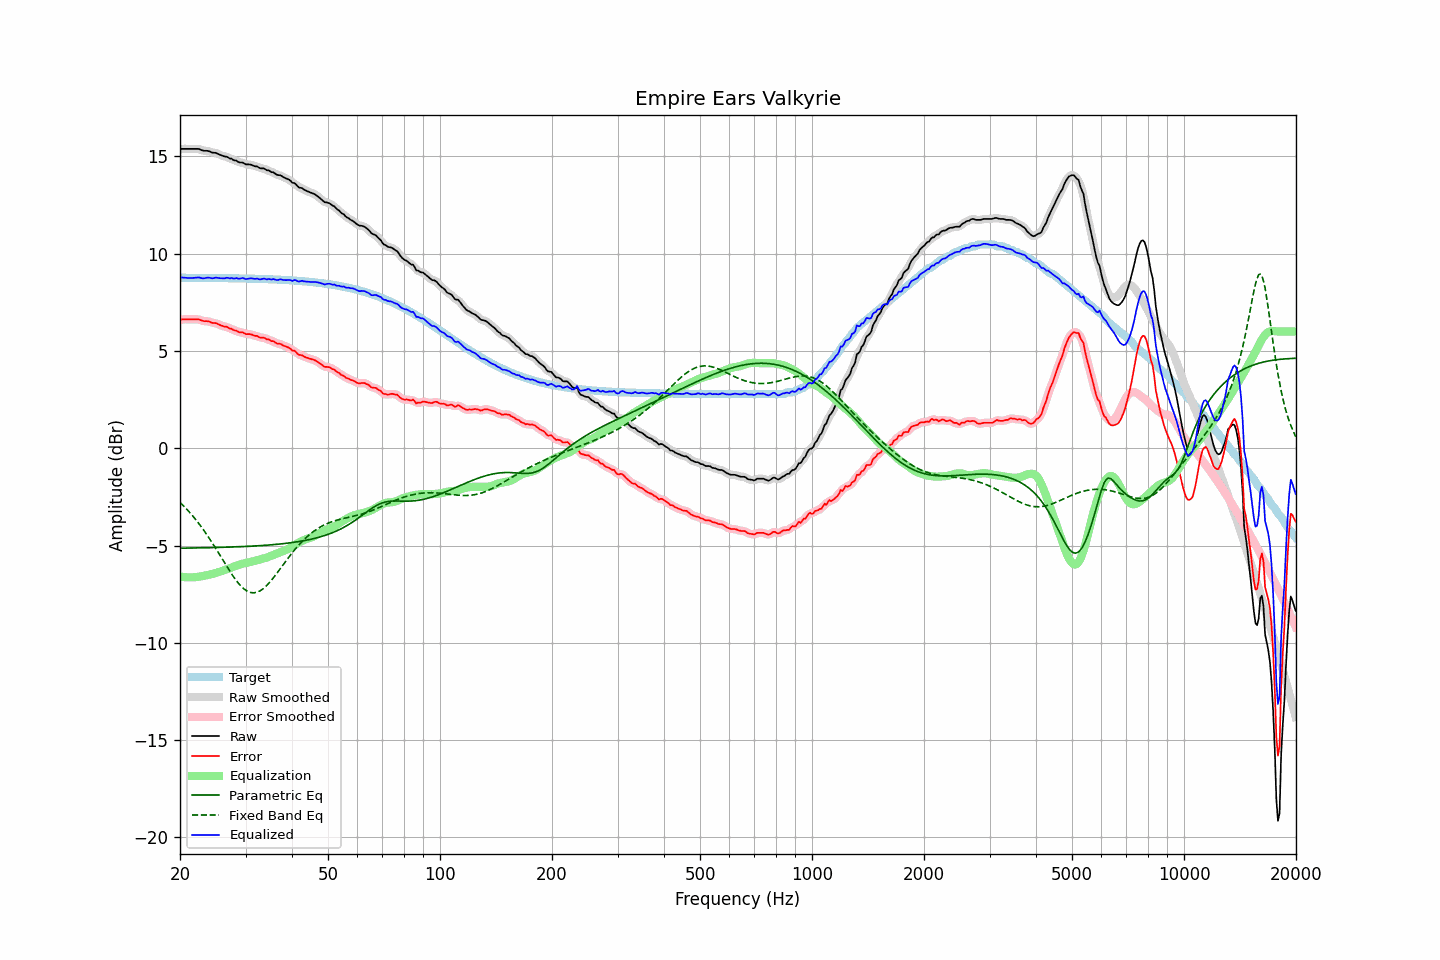 Empire Ears Valkyrie
Amplitude (dBr)
15
10
5
0
−5
−10
−15
−20
Target
Raw Smoothed
Error Smoothed
Raw
Error
Equalization
Parametric Eq
Fixed Band Eq
Equalized
20 50 100 200 500 1000 2000 5000 10000 20000
Frequency (Hz)